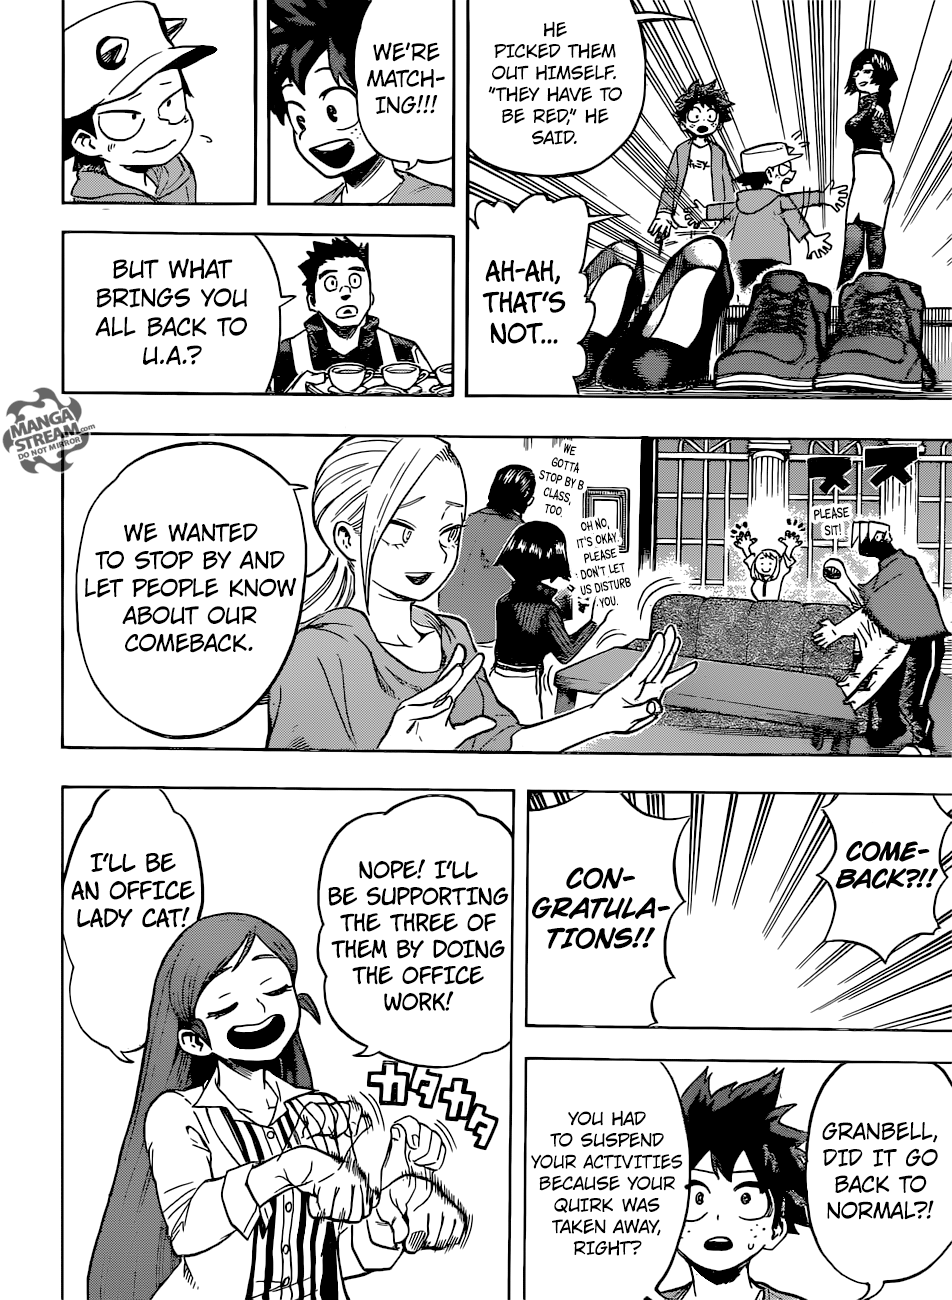 HE
PICKED THEM
OUT HIMSELF.
"THEY HAVE TO
BE RED," HE
SAID.
AH-AH,
THAT'S
NOT...
WE'RE
MATCH-
ING!!!
BUT WHAT
BRINGS YOU
ALL BACK TO
U.A.?
MANGA
STREAM.com
DO NOT MIRROR
ススス
PLEASE
SIT!
WE
GOTTA
STOP BY B
CLASS,
TOO.
OH NO,
IT'S OKAY.
PLEASE
DON'T LET
US DISTURB
YOU.
WE WANTED
TO STOP BY AND
LET PEOPLE KNOW
ABOUT OUR
COMEBACK.
COME-
BACK?!!
CON-
GRATULA-
TIONS!!
GRANBELL,
DID IT GO
BACK TO
NORMAL?!
YOU HAD
TO SUSPEND
YOUR ACTIVITIES
BECAUSE YOUR
QUIRK WAS
TAKEN AWAY,
RIGHT?
NOPE! I'LL
BE SUPPORTING
THE THREE OF
THEM BY DOING
THE OFFICE
WORK!
I'LL BE
AN OFFICE
LADY CAT!
カタカタ